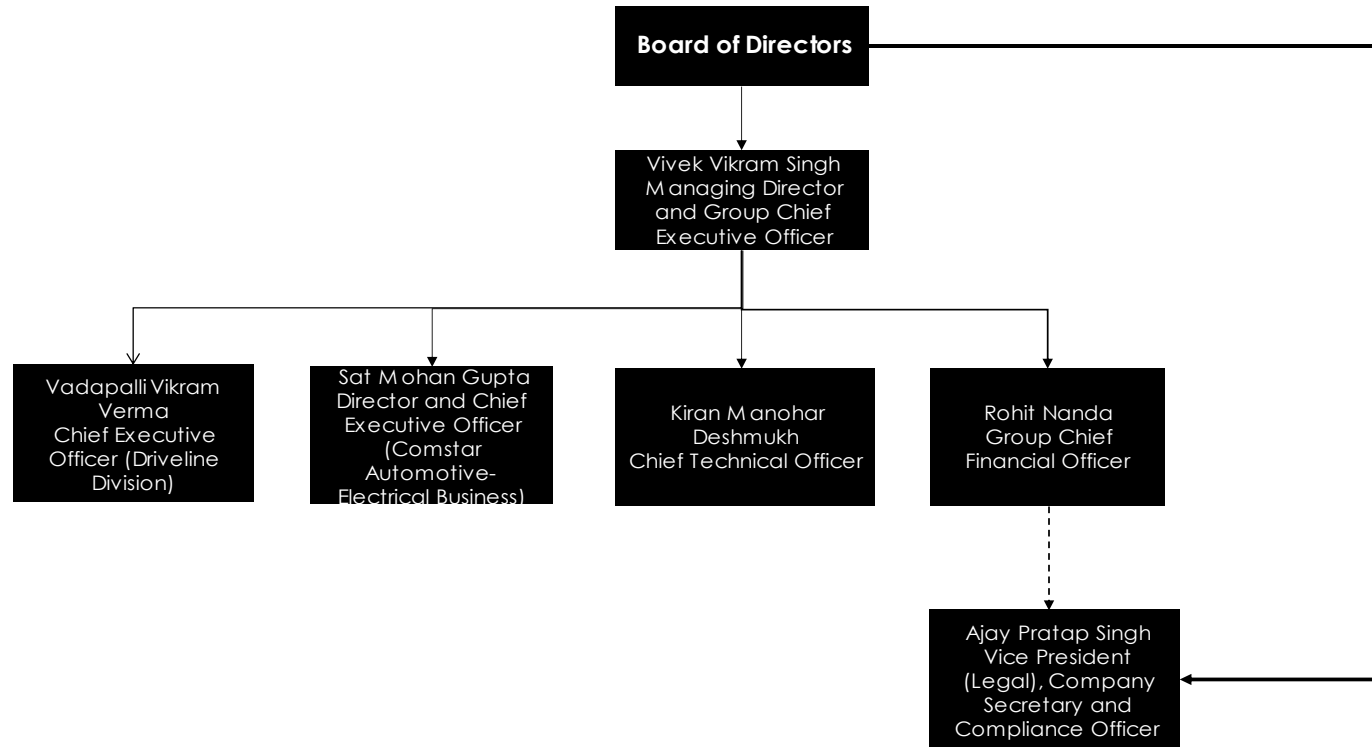 Board of Directors
Vivek Vikram Singh
Managing Director
and Group Chief
Executive Officer
Vadapalli Vikram
Verma
Chief Executive
Officer (Driveline
Division)
Sat Mohan Gupta
Director and Chief
Executive Officer
(Comstar
Automotive-
Electrical Business)
Kiran Manohar
Deshmukh
Chief Technical Officer
Rohit Nanda
Group Chief
Financial Officer
Ajay Pratap Singh
Vice President
(Legal), Company
Secretary and
Compliance Officer